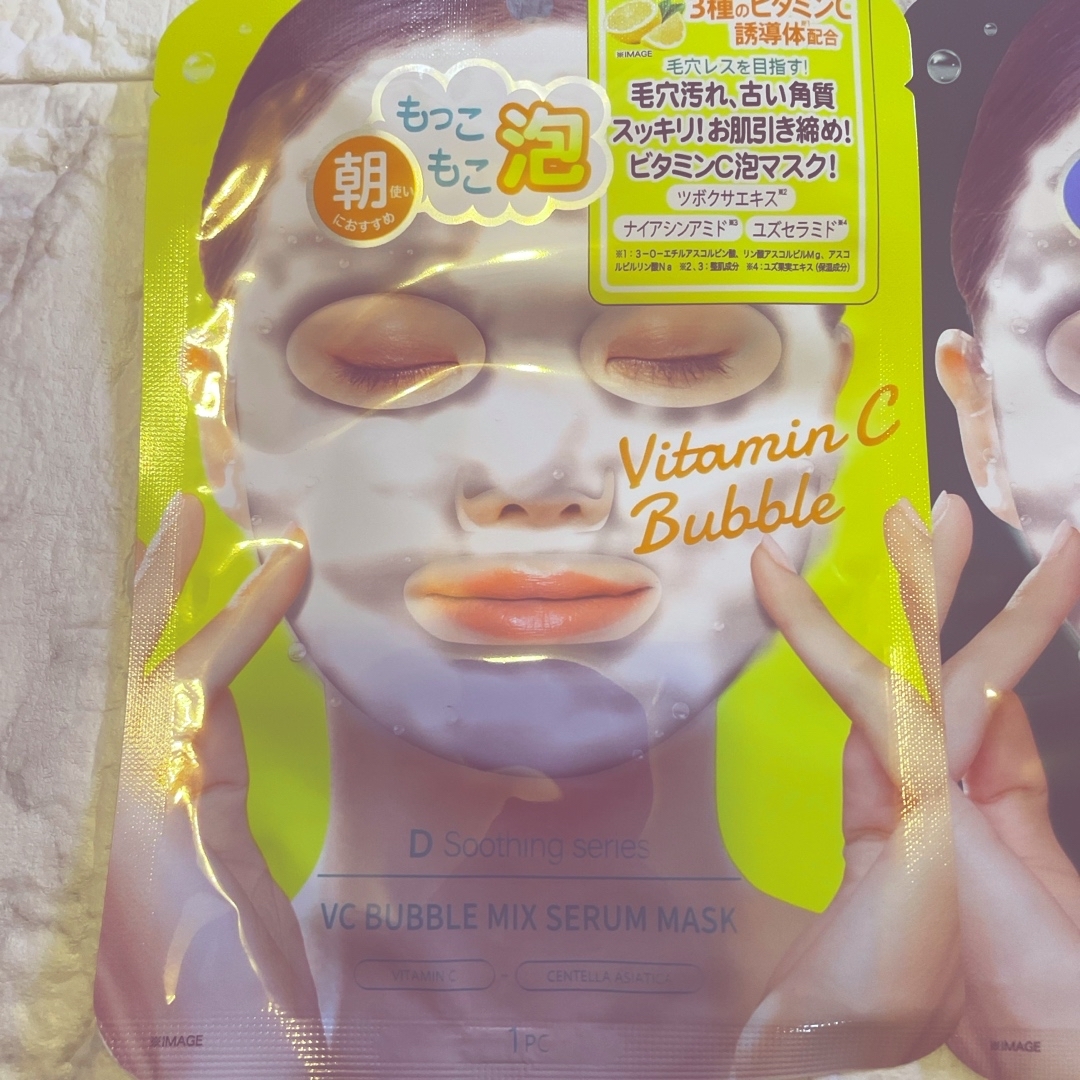 3種のビタミンC
誘導体※1配合
※IMAGE
毛穴レスを目指す!
毛穴汚れ、古い角質
スッキリ!お肌引き締め!
ビタミンC泡マスク!
ツボクサエキス※2
ナイアシンアミド※3 ユズセラミド※4
※1:3-O-エチルアスコルビン酸、リン酸アスコルビルMg、アスコ
ルビルリン酸Na ※2、3:整肌成分 ※4:ユズ果実エキス(保湿成分)
もっこ
もこ
泡
朝使い
におすすめ
Vitamin C
Bubble
D Soothing series
VC BUBBLE MIX SERUM MASK
VITAMIN C - CENTELLA ASIATICA
※IMAGE
1PC
※IMAGE